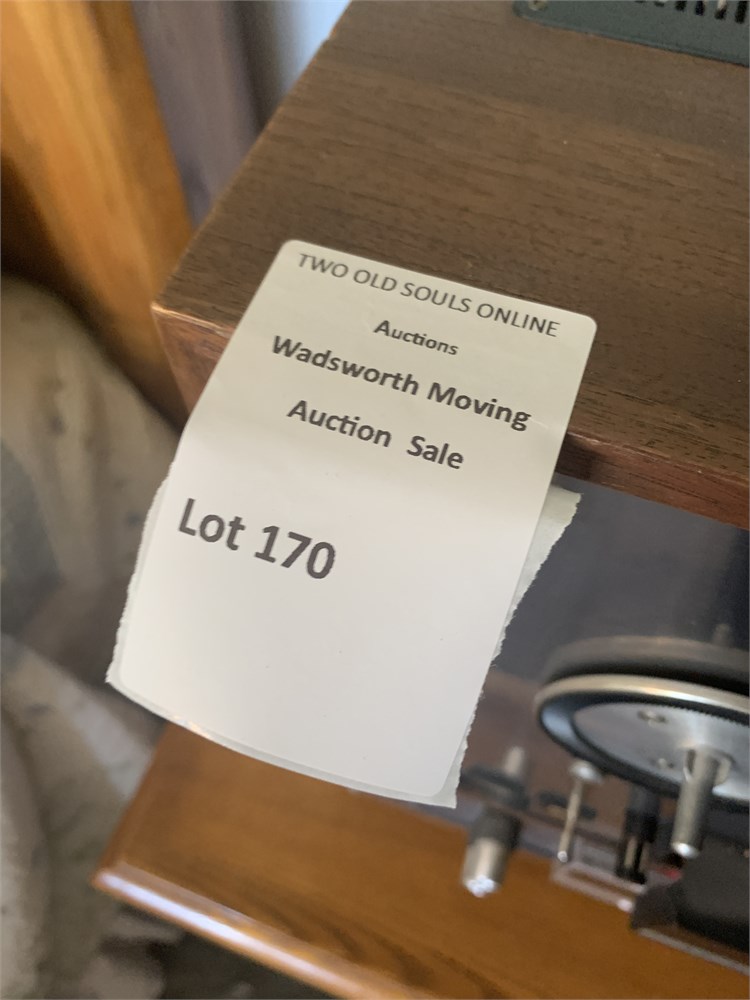 TWO OLD SOULS ONLINE
Auctions
Wadsworth Moving
Auction Sale
Lot 170